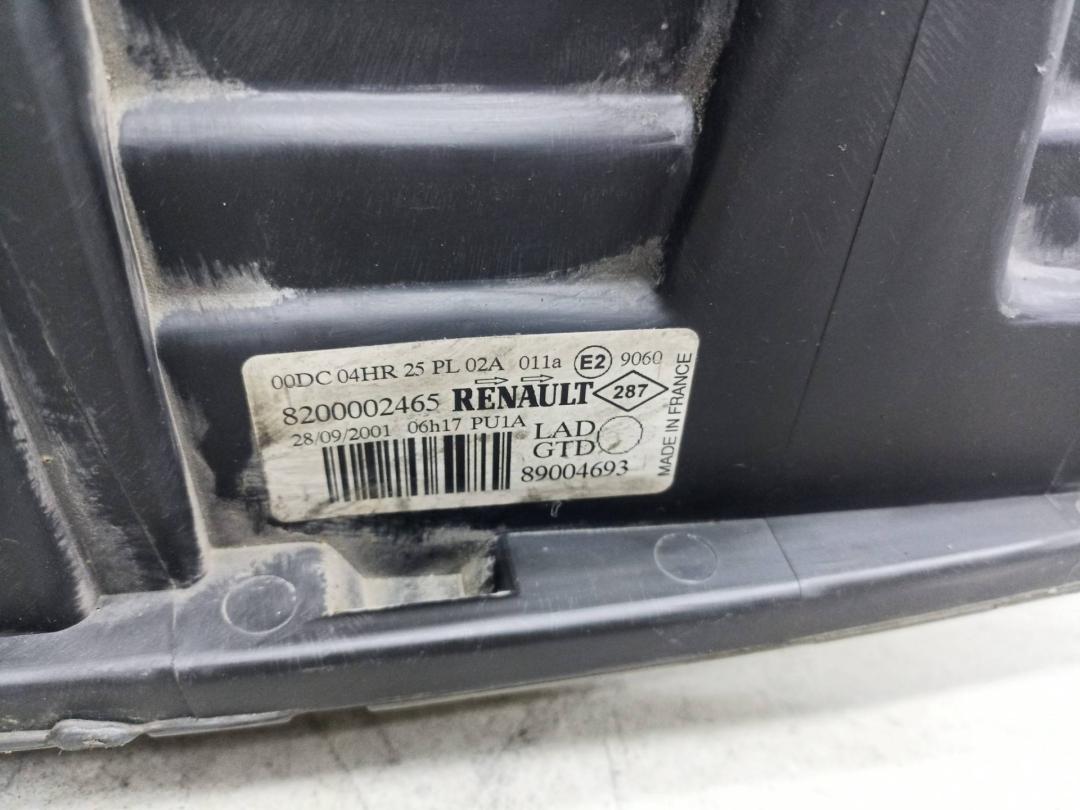 00DC 04HR 25 PL 02A 011a E2 9060
8200002465 RENAULT 287
28/09/2001 06h17 PU1A LAD
GTD
89004693
MADE IN FRANCE